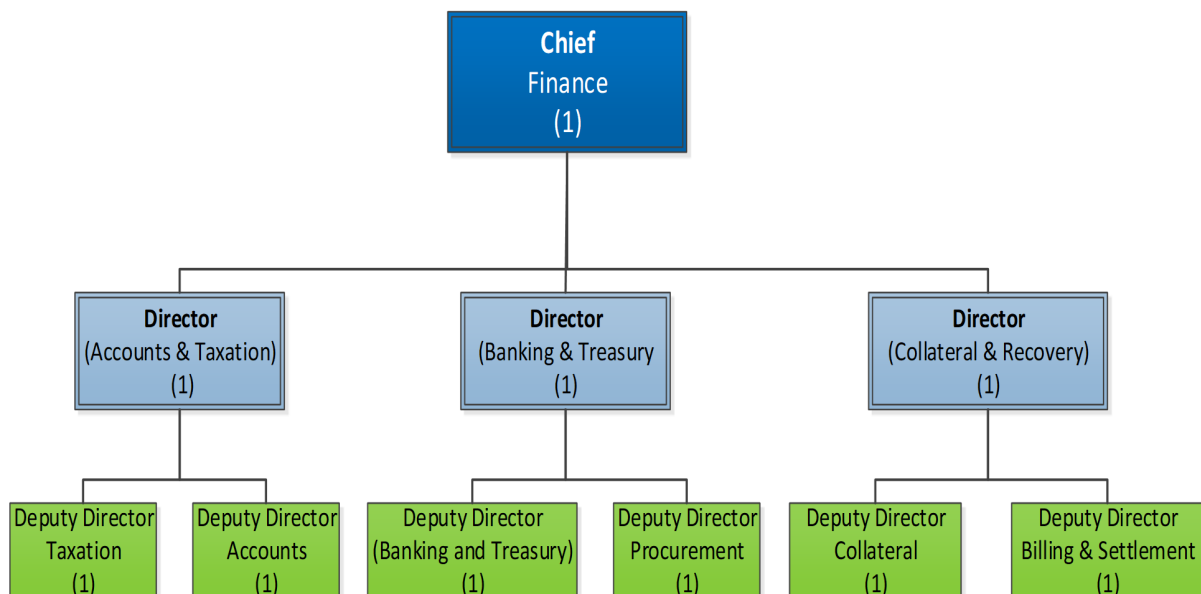 Chief
Finance
(1)
Director
(Accounts & Taxation)
(1)
Director
(Banking & Treasury
(1)
Director
(Collateral & Recovery)
(1)
Deputy Director
Taxation
(1)
Deputy Director
Accounts
(1)
Deputy Director
(Banking and Treasury)
(1)
Deputy Director
Procurement
(1)
Deputy Director
Collateral
(1)
Deputy Director
Billing & Settlement
(1)